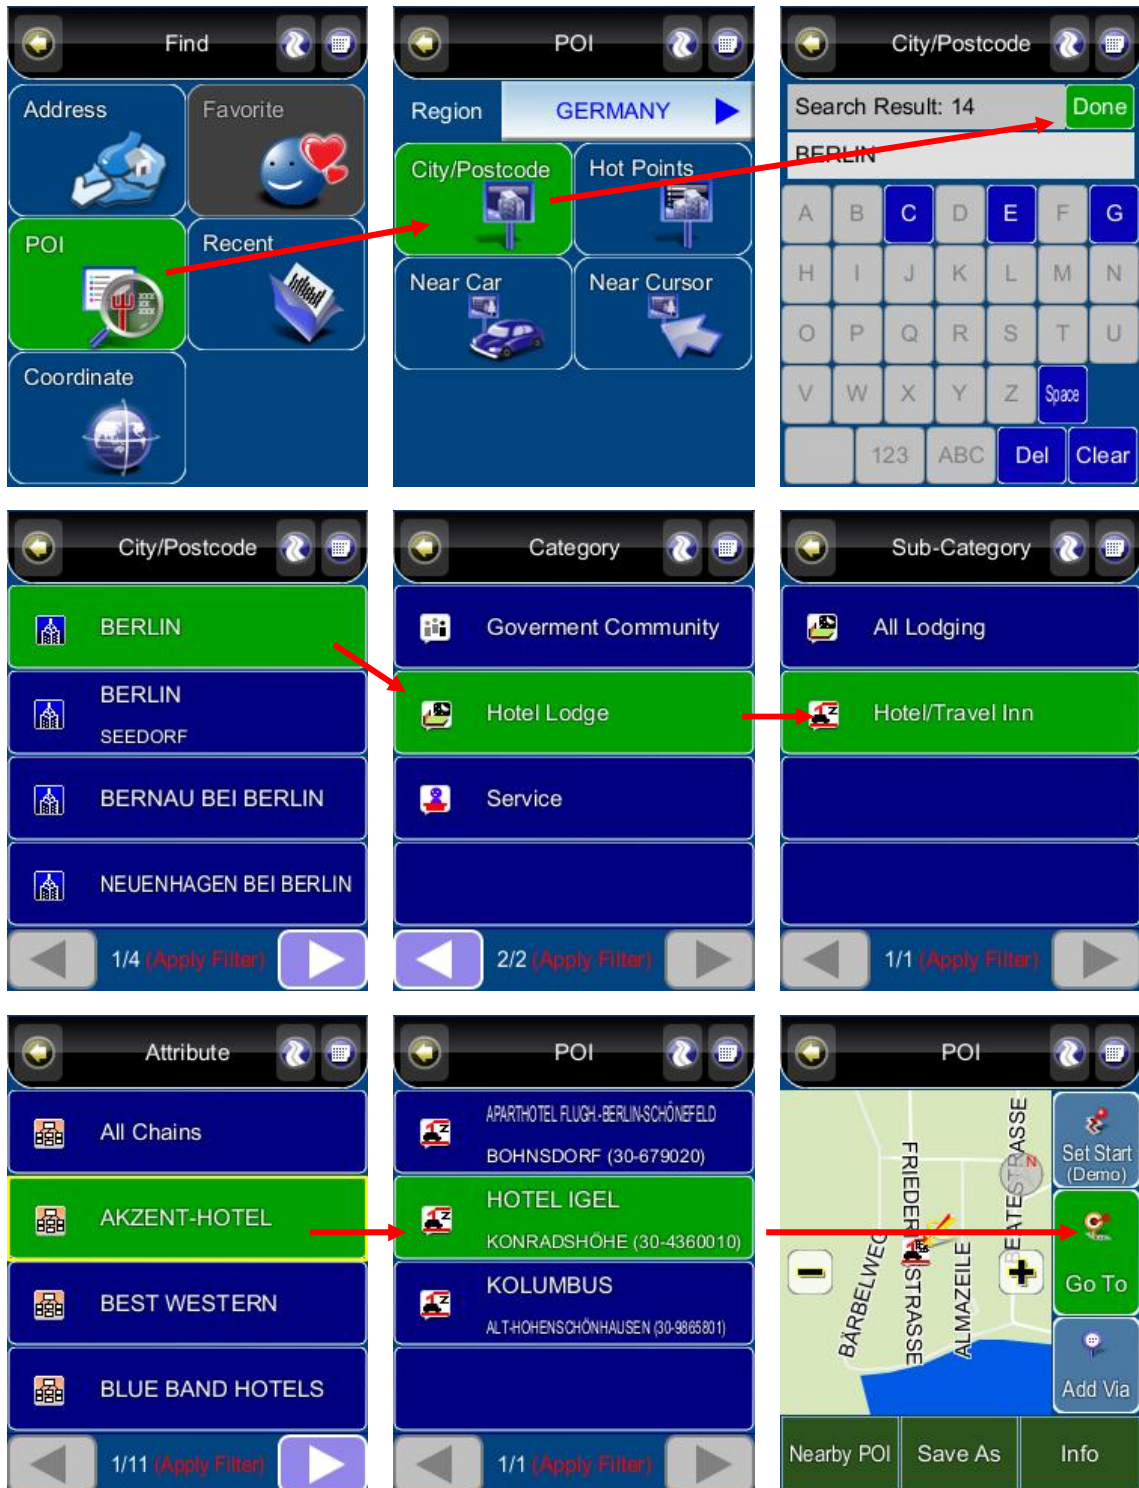 Find
Address
Favorite
POI
Recent
Coordinate
POI
Region
GERMANY
City/Postcode
Hot Points
Near Car
Near Cursor
City/Postcode
Search Result: 14
Done
BERLIN
A B C D E F G
H I J K L M N
O P Q R S T U
V W X Y Z Space
123 ABC Del Clear
City/Postcode
BERLIN
BERLIN
SEEDORF
BERNAU BEI BERLIN
NEUENHAGEN BEI BERLIN
1/4 (Apply Filter)
Category
Goverment Community
Hotel Lodge
Service
2/2 (Apply Filter)
Sub-Category
All Lodging
Hotel/Travel Inn
1/1 (Apply Filter)
Attribute
All Chains
AKZENT-HOTEL
BEST WESTERN
BLUE BAND HOTELS
1/11 (Apply Filter)
POI
APARTHOTEL FLUGH.-BERLIN-SCHÖNEFELD
BOHNSDORF (30-679020)
HOTEL IGEL
KONRADSHÖHE (30-4360010)
KOLUMBUS
ALT-HOHENSCHÖNHAUSEN (30-9865801)
1/1 (Apply Filter)
POI
BÄRBELWEG
ALMAZEILE
N
Set Start
(Demo)
Go To
Add Via
Nearby POI
Save As
Info